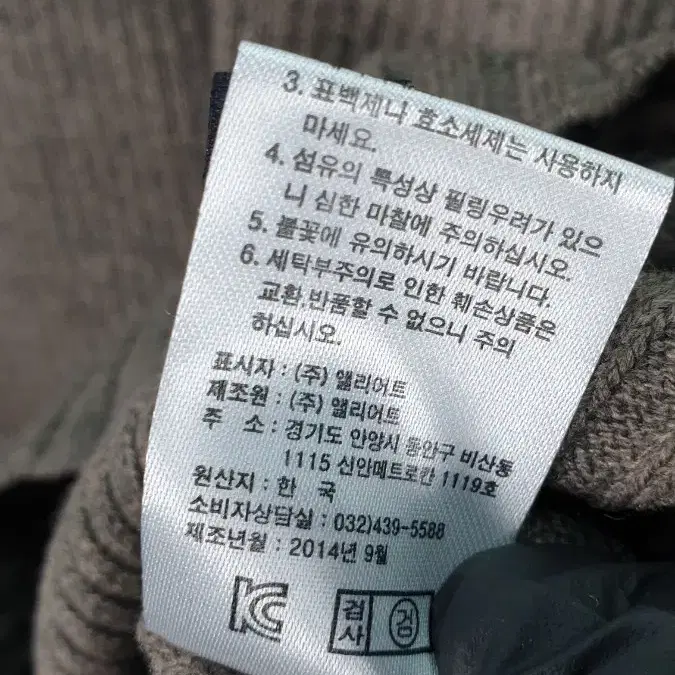 3. 표백제니 효소세제는 사용하지
마세요.
4. 섬유의 특성상 필링우려가 있으
니 심한 마찰에 주의하십시오.
5. 불꽃에 유의하시기 바랍니다.
6. 세탁부주의로 인한 훼손상품은
교환,반품할 수 없으니 주의
하십시오.
표시자 : (주) 앨리어트
제조원 : (주) 앨리어트
주 소 : 경기도 안양시 동안구 비산동
1115 신안메트로칸 1119호
원산지 : 한 국
소비자상담실 : 032)439-5588
제조년월 : 2014년 9월
KC 검사 검